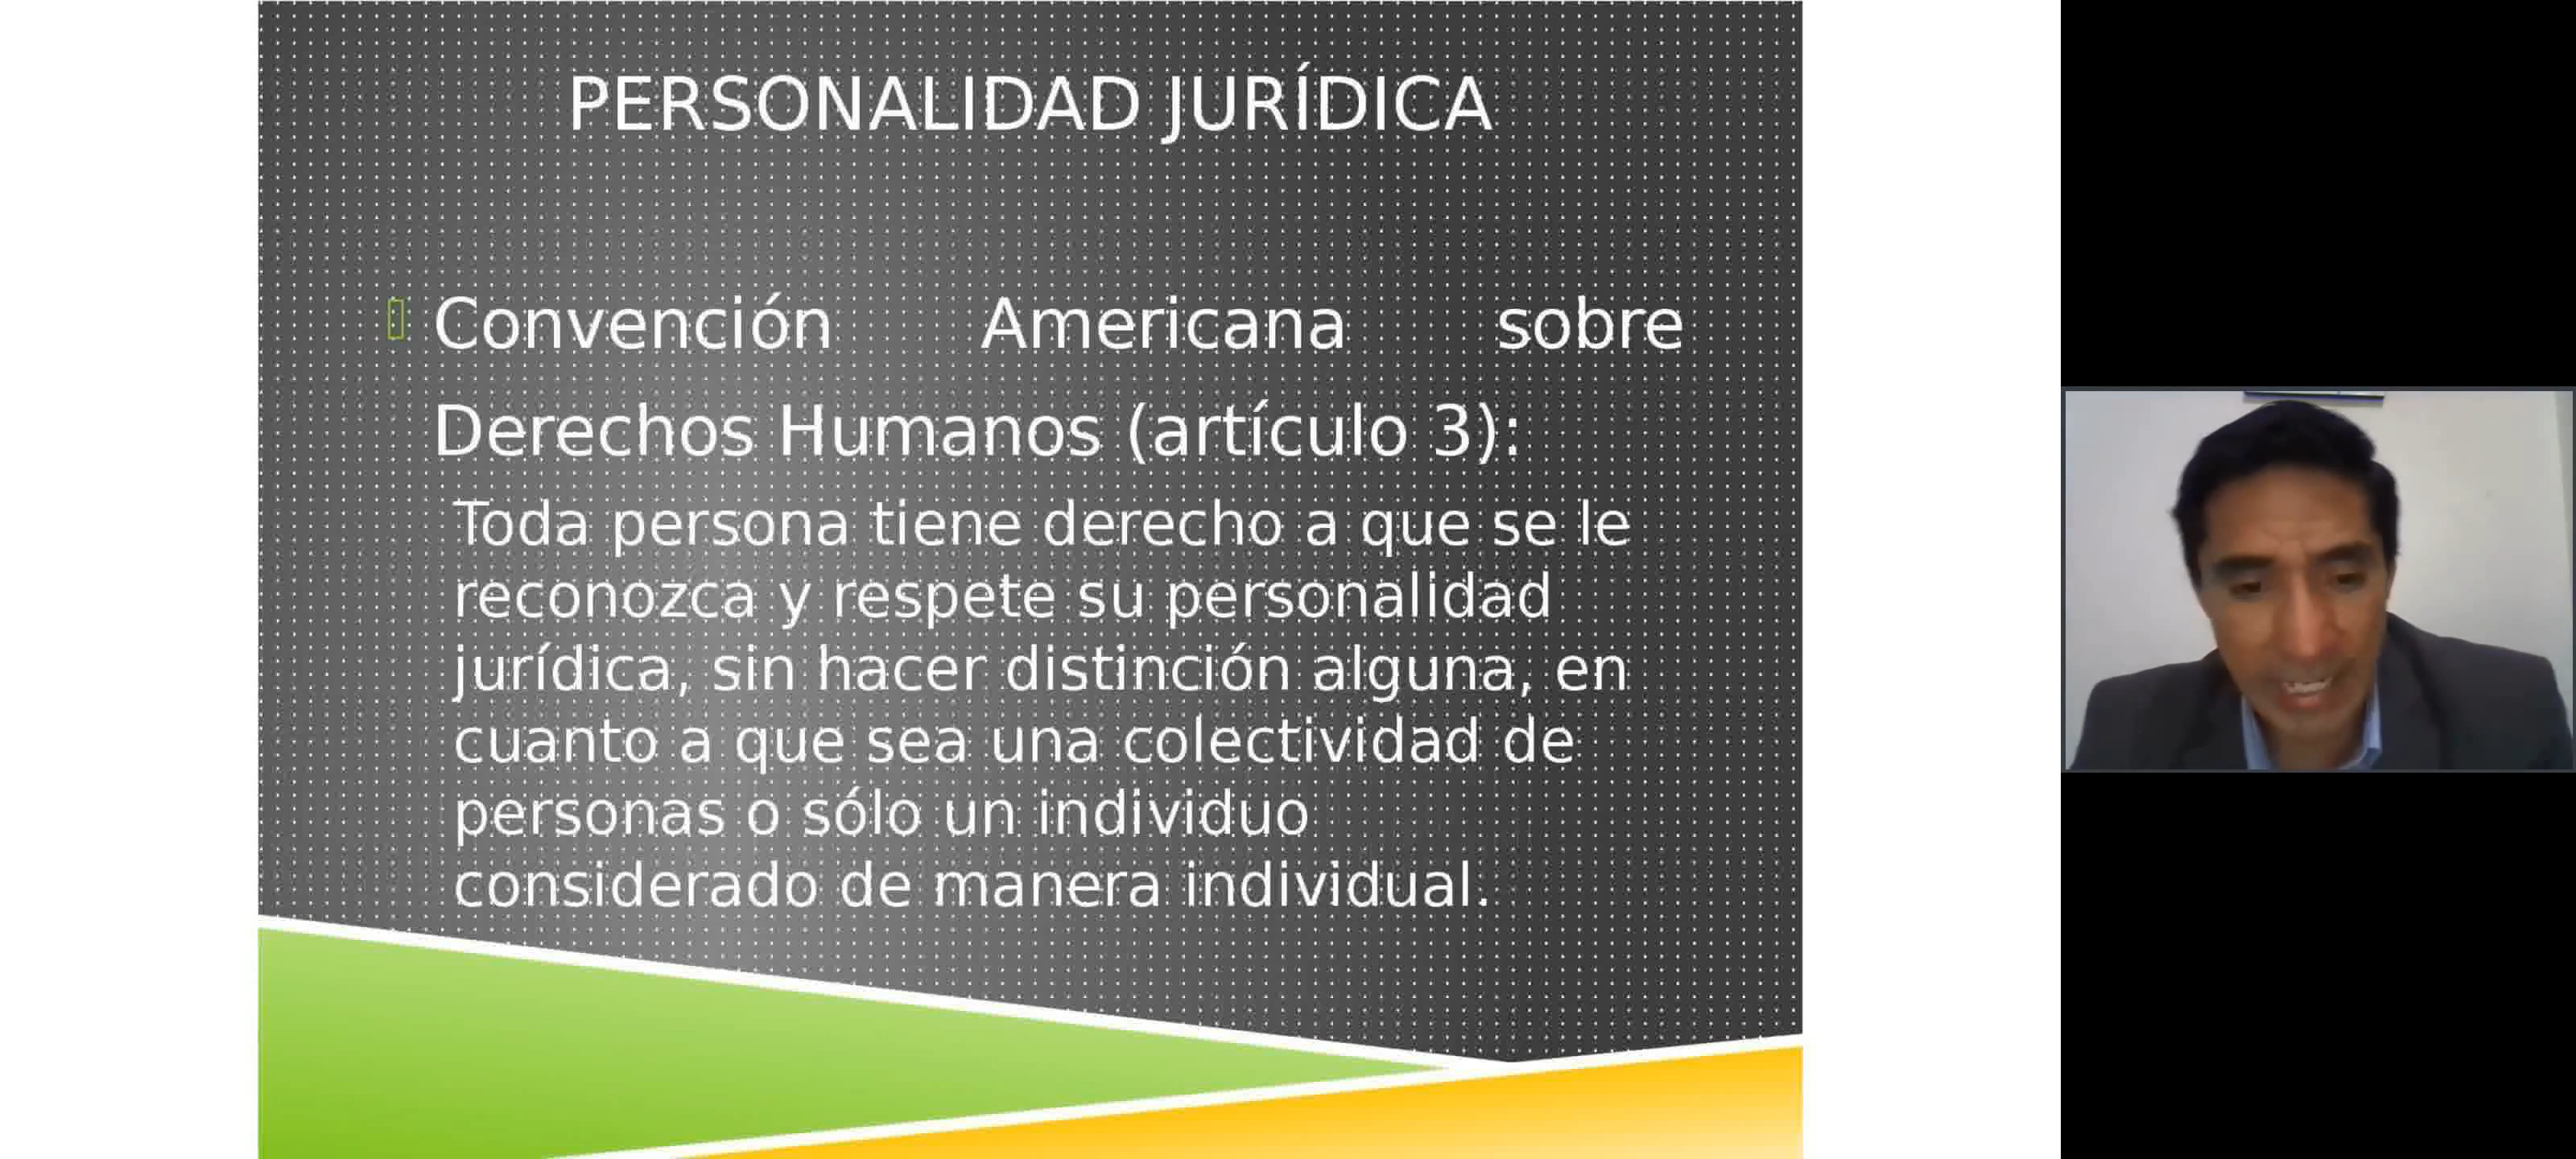 PERSONALIDAD JURÍDICA
Convención Americana sobre
Derechos Humanos (artículo 3):
Toda persona tiene derecho a que se le
reconozca y respete su personalidad
jurídica, sin hacer distinción alguna, en
cuanto a que sea una colectividad de
personas o sólo un individuo
considerado de manera individual.